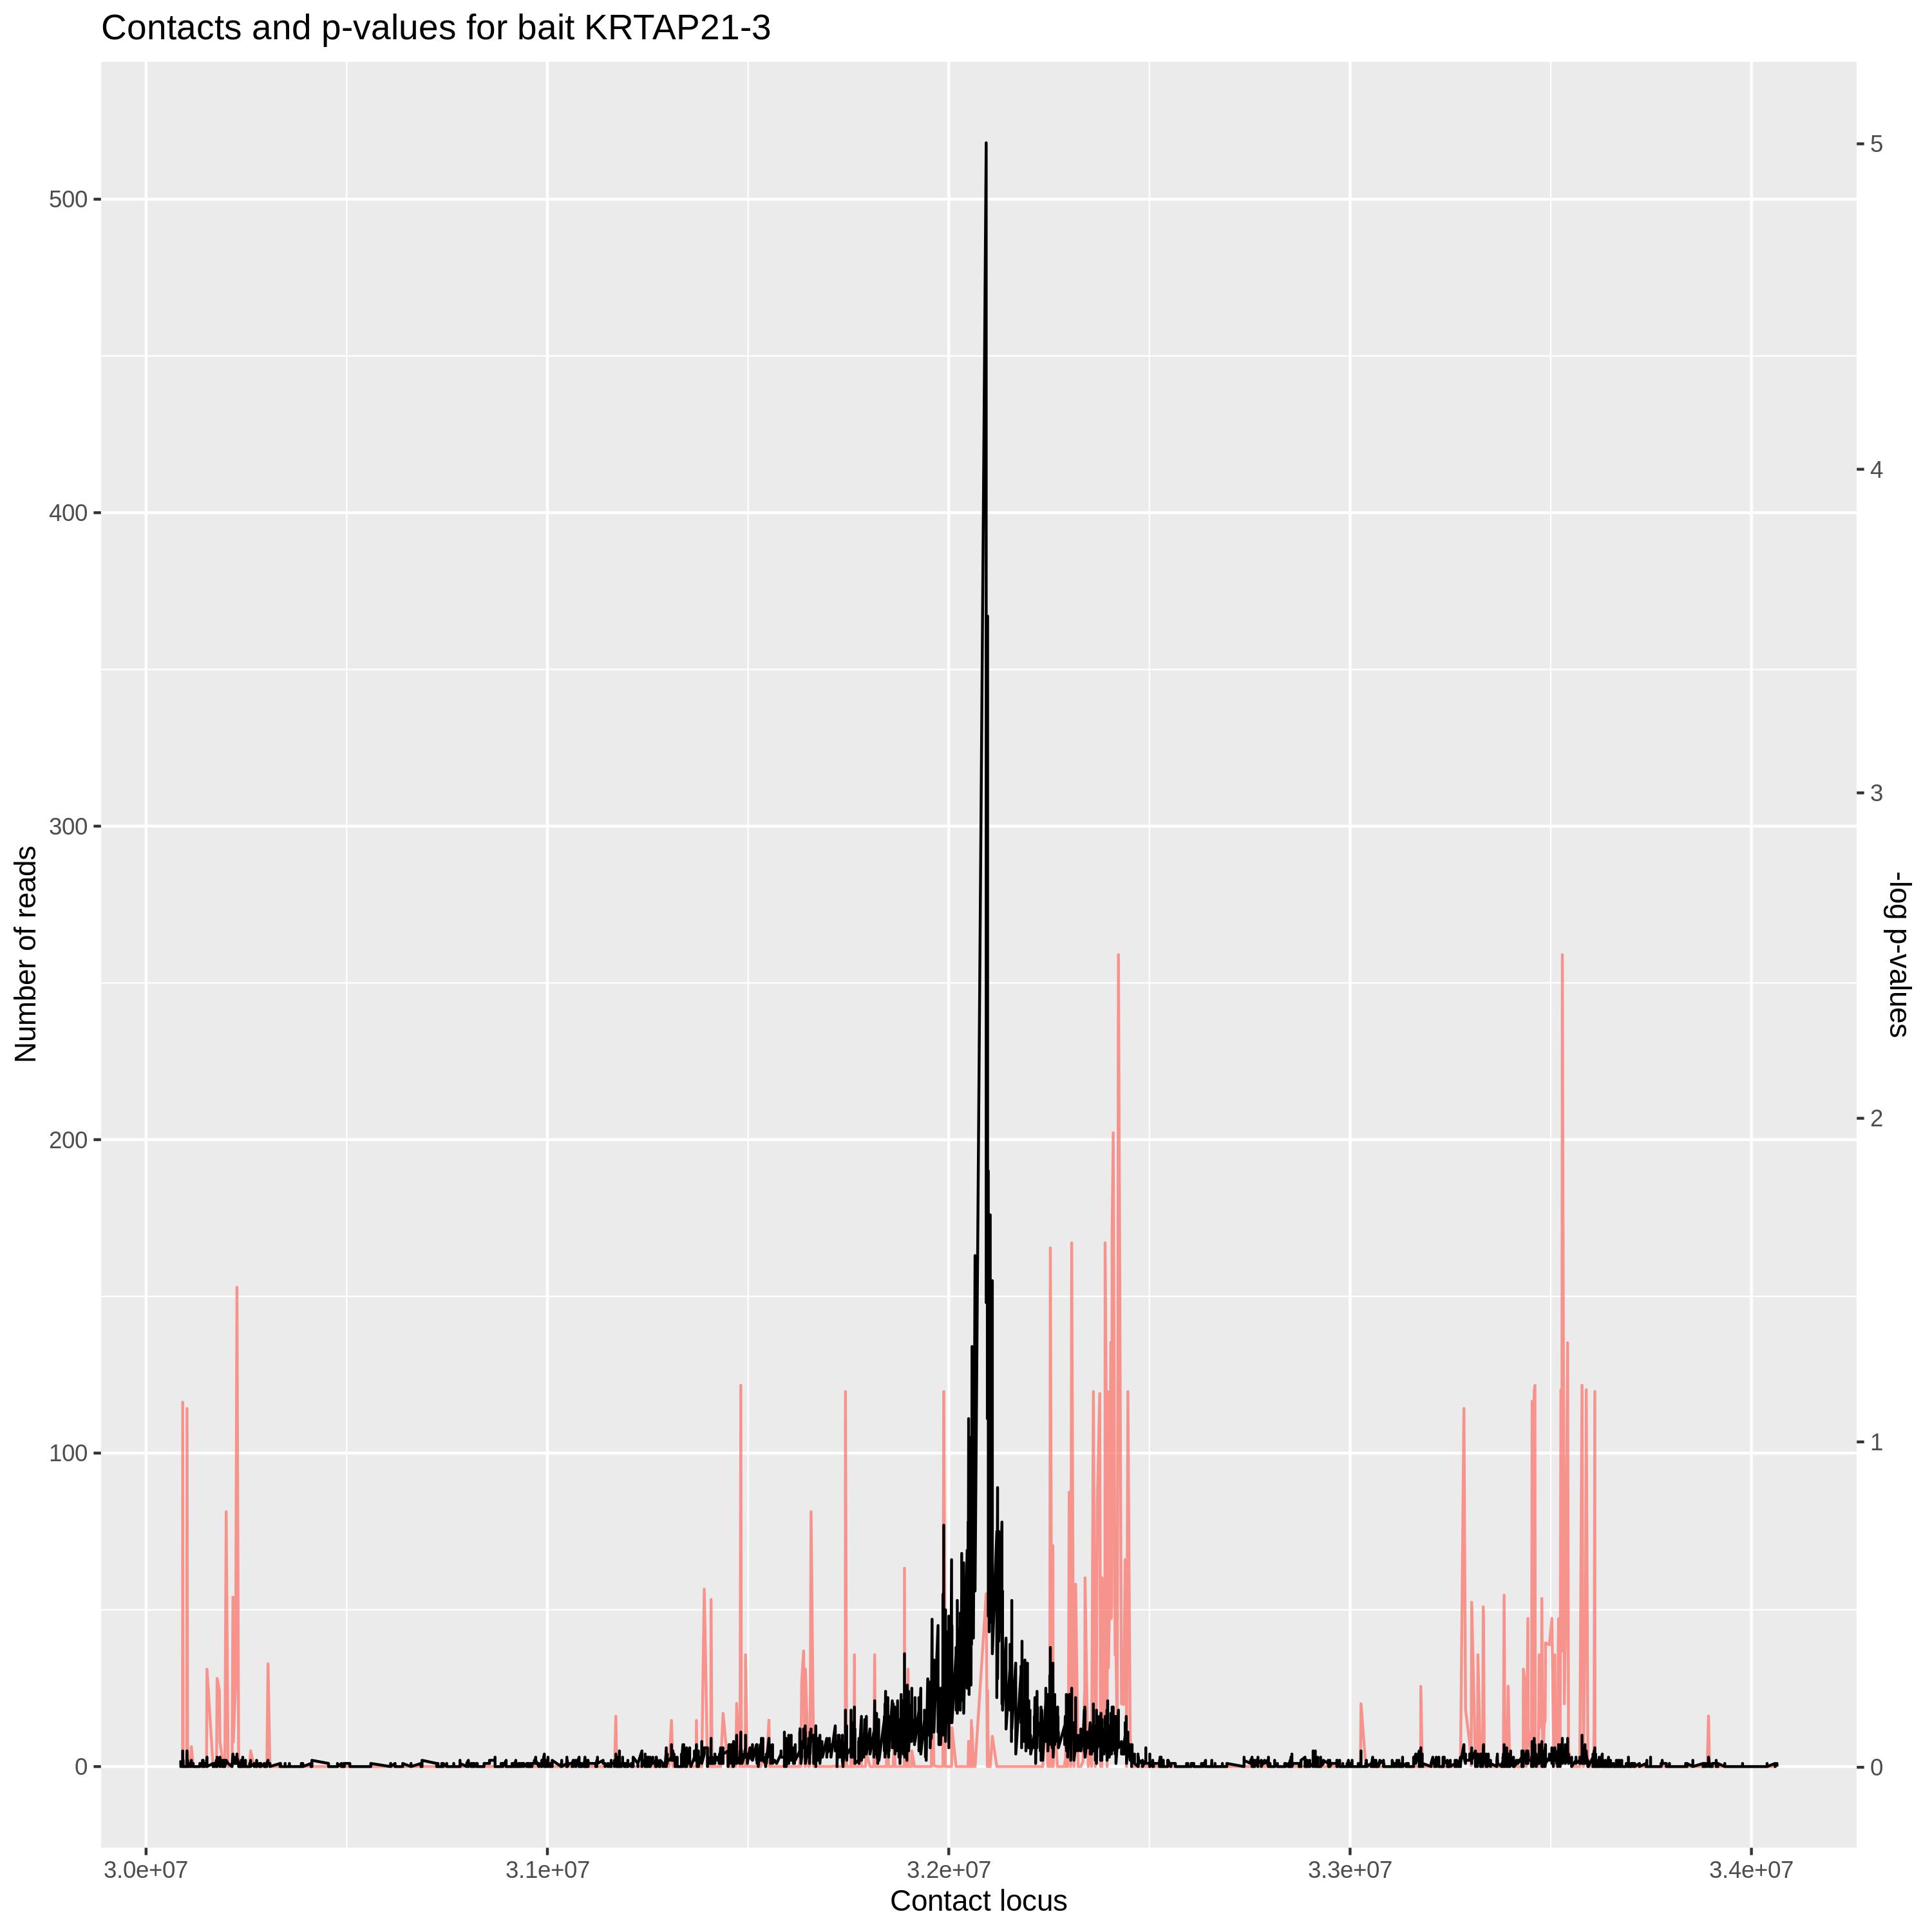 Contacts and p-values for bait KRTAP21-3
Number of reads
500
400
300
200
100
0
5
4
3
2
1
0
-log p-values
3.0e+07 3.1e+07 3.2e+07 3.3e+07 3.4e+07
Contact locus